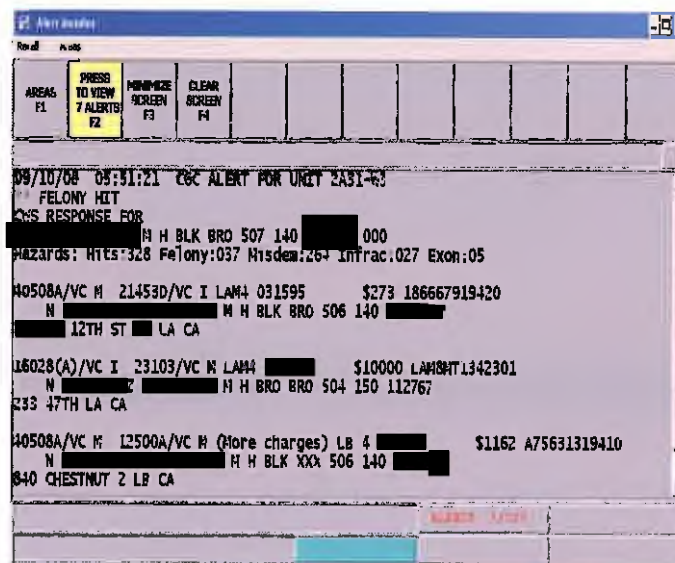 Alert
AREAS F1
PRESS TO VIEW 7 ALERTS F2
MINIMIZE SCREEN F3
CLEAR SCREEN F4
09/10/08 05:51:21 CGC ALERT FOR UNIT 2A31-
FELONY HIT
CWS RESPONSE FOR
M H BLK BRO 507 140 000
Hazards: Hits:328 Felony:037 Misdem:264 Infrac.027 Exon:05
40508A/VC M 21453D/VC I LAM4 031595 $273 186667919420
N M H BLK BRO 506 140
12TH ST LA CA
16028(A)/VC I 23103/VC M LAM4 $10000 LAM8MT1342301
N M H BRO BRO 504 150 112767
233 47TH LA CA
40508A/VC M 12500A/VC M (More charges) LB 4 $1162 A75631319410
N M H BLK XXX 506 140
840 CHESTNUT 2 LB CA